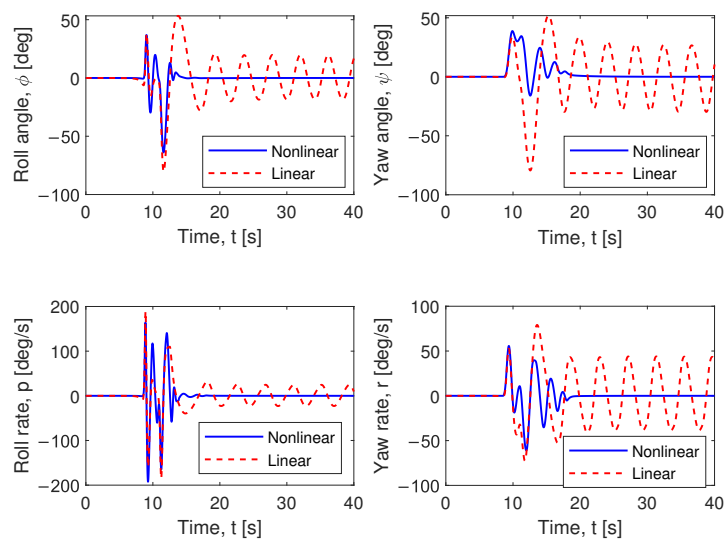 50
0
−50
−100
Roll angle, ϕ [deg]
Nonlinear
Linear
0 10 20 30 40
Time, t [s]
50
0
−50
−100
Yaw angle, ψ [deg]
Nonlinear
Linear
0 10 20 30 40
Time, t [s]
200
100
0
−100
−200
Roll rate, p [deg/s]
Nonlinear
Linear
0 10 20 30 40
Time, t [s]
100
50
0
−50
−100
Yaw rate, r [deg/s]
Nonlinear
Linear
0 10 20 30 40
Time, t [s]